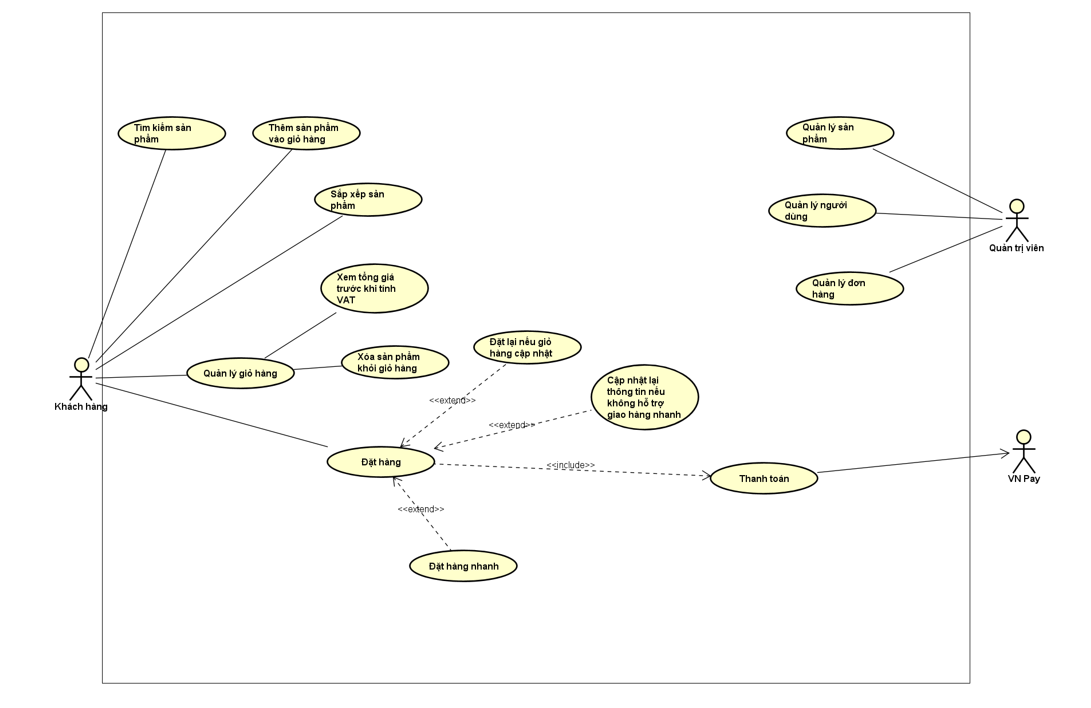 Tìm kiếm sản
phẩm
Thêm sản phẩm
vào giỏ hàng
Quản lý sản
phẩm
Sắp xếp sản
phẩm
Quản lý người
dùng
Quản trị viên
Xem tổng giá
trước khi tính
VAT
Quản lý đơn
hàng
Đặt lại nếu giỏ
hàng cập nhật
Xóa sản phẩm
khỏi giỏ hàng
Quản lý giỏ hàng
Khách hàng
Cập nhật lại
thông tin nếu
không hỗ trợ
giao hàng nhanh
<<extend>>
<<extend>>
Đặt hàng
<<include>>
Thanh toán
VN Pay
<<extend>>
Đặt hàng nhanh